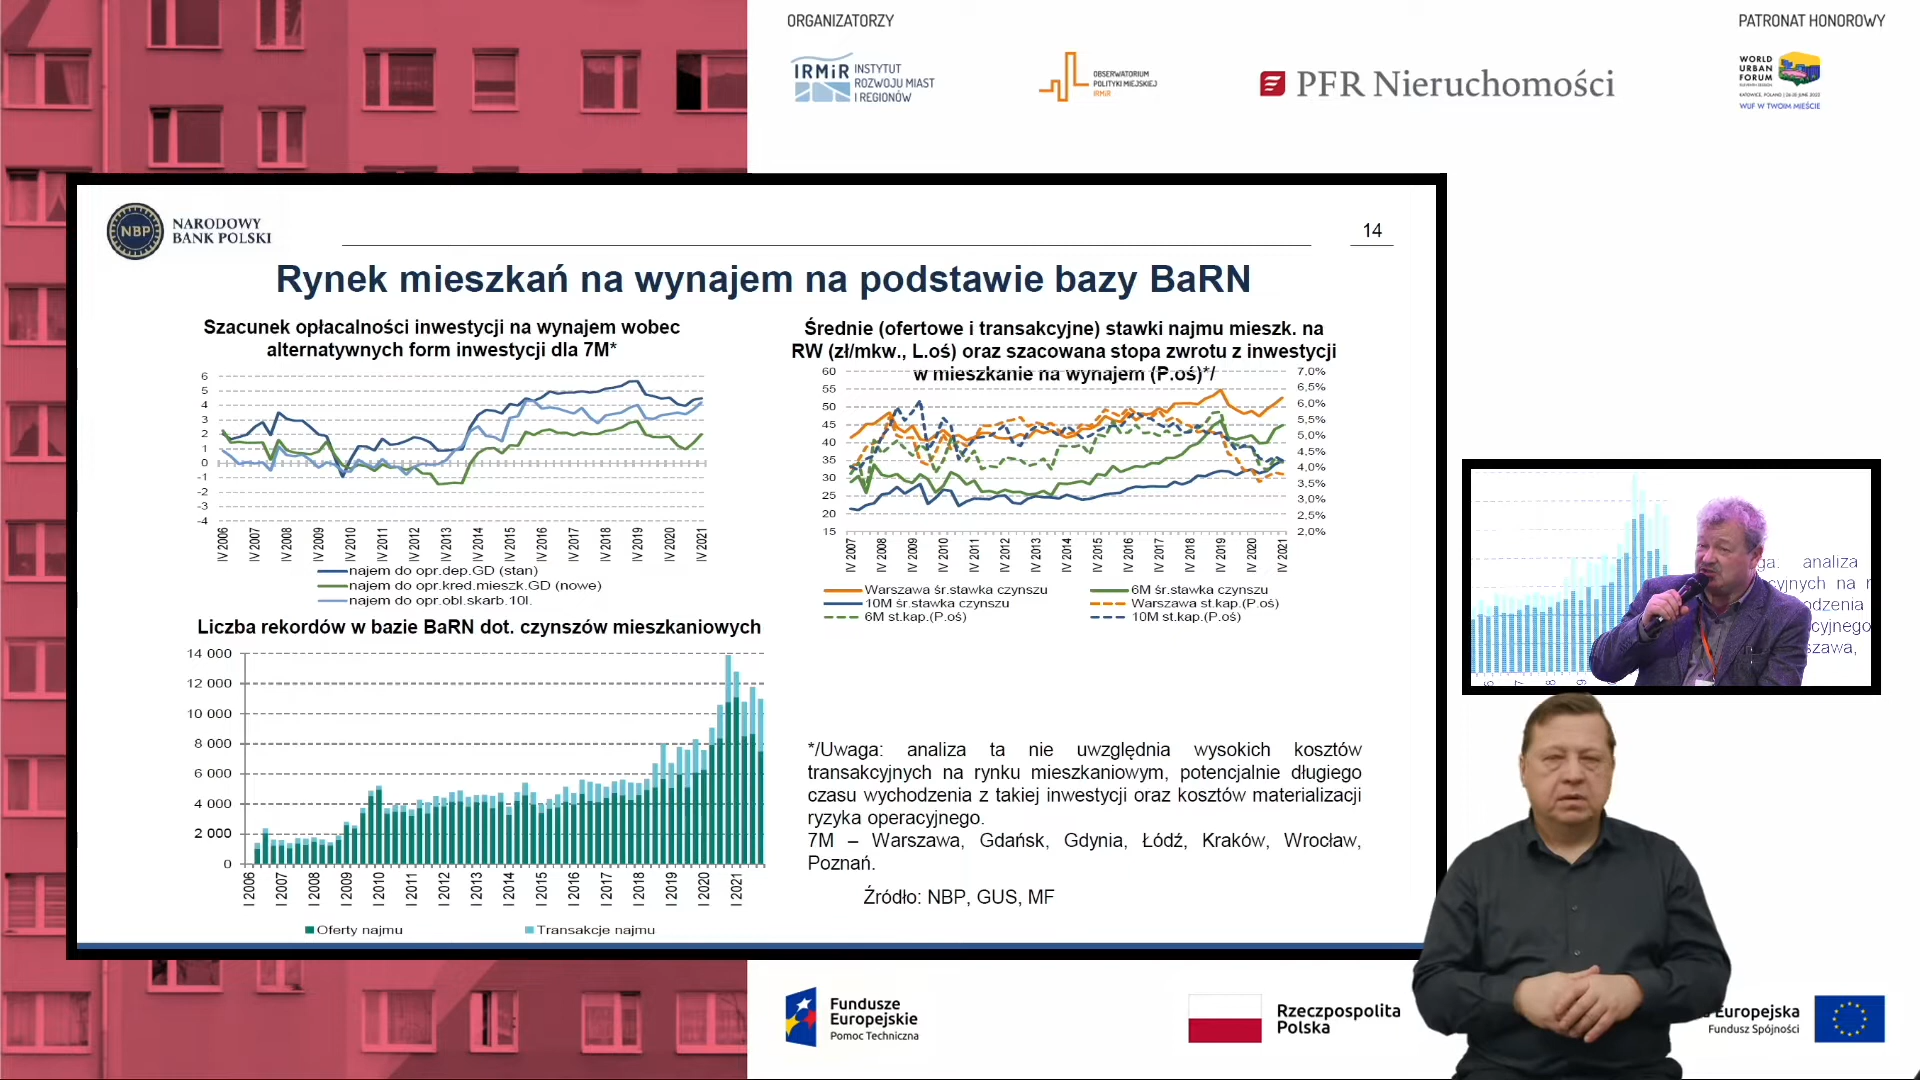 ORGANIZATORZY
PATRONAT HONOROWY
IRMiR INSTYTUT
ROZWOJU MIAST
I REGIONÓW
OBSERWATORIUM
POLITYKI MIEJSKIEJ
IRMiR
PFR Nieruchomości
WORLD
URBAN
FORUM
KATOWICE, POLAND | 26-30 JUNE 2022
WUF W TWOIM MIEŚCIE
NBP
NARODOWY
BANK POLSKI
14
Rynek mieszkań na wynajem na podstawie bazy BaRN
Szacunek opłacalności inwestycji na wynajem wobec
alternatywnych form inwestycji dla 7M*
6
5
4
3
2
1
0
-1
-2
-3
-4
IV 2006
IV 2007
IV 2008
IV 2009
IV 2010
IV 2011
IV 2012
IV 2013
IV 2014
IV 2015
IV 2016
IV 2017
IV 2018
IV 2019
IV 2020
IV 2021
najem do opr.dep.GD (stan)
najem do opr.kred.mieszk.GD (nowe)
najem do opr.obl.skarb.10l.
Średnie (ofertowe i transakcyjne) stawki najmu mieszk. na
RW (zł/mkw., L.oś) oraz szacowana stopa zwrotu z inwestycji
w mieszkanie na wynajem (P.oś)*/
60
55
50
45
40
35
30
25
20
15
7,0%
6,5%
6,0%
5,5%
5,0%
4,5%
4,0%
3,5%
3,0%
2,5%
2,0%
IV 2007
IV 2008
IV 2009
IV 2010
IV 2011
IV 2012
IV 2013
IV 2014
IV 2015
IV 2016
IV 2017
IV 2018
IV 2019
IV 2020
IV 2021
Warszawa śr.stawka czynszu
6M śr.stawka czynszu
10M śr.stawka czynszu
Warszawa st.kap.(P.oś)
6M st.kap.(P.oś)
10M st.kap.(P.oś)
Liczba rekordów w bazie BaRN dot. czynszów mieszkaniowych
14 000
12 000
10 000
8 000
6 000
4 000
2 000
0
I 2006
I 2007
I 2008
I 2009
I 2010
I 2011
I 2012
I 2013
I 2014
I 2015
I 2016
I 2017
I 2018
I 2019
I 2020
I 2021
Oferty najmu
Transakcje najmu
*/Uwaga: analiza ta nie uwzględnia wysokich kosztów
transakcyjnych na rynku mieszkaniowym, potencjalnie długiego
czasu wychodzenia z takiej inwestycji oraz kosztów materializacji
ryzyka operacyjnego.
7M – Warszawa, Gdańsk, Gdynia, Łódź, Kraków, Wrocław,
Poznań.
Źródło: NBP, GUS, MF
ga: analiza
cyjnych na r
odzenia
cyjnego
szawa,
Fundusze
Europejskie
Pomoc Techniczna
Rzeczpospolita
Polska
Europejska
Fundusz Spójności